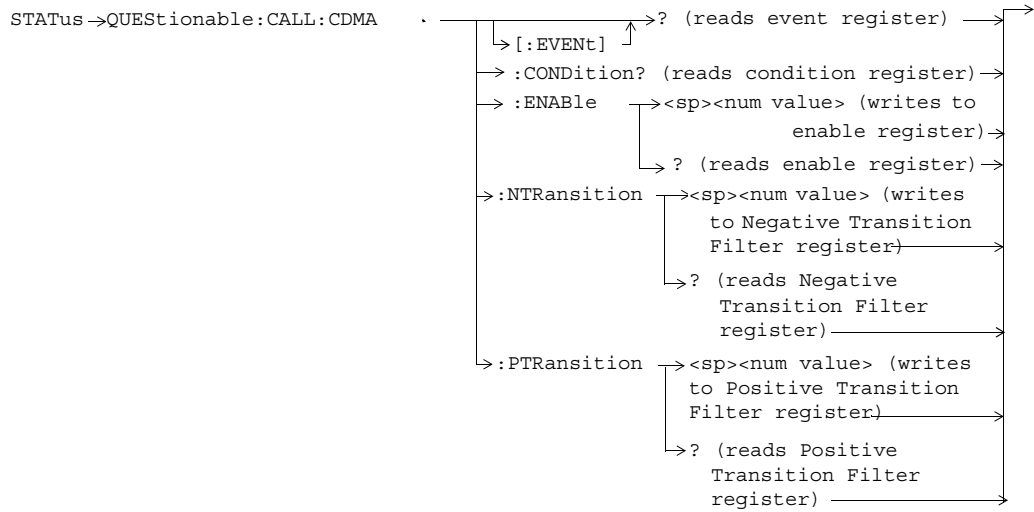 STATus QUEStionable:CALL:CDMA ? (reads event register)
[:EVENt]
:CONDition? (reads condition register)
:ENABle <sp><num value> (writes to
enable register)
? (reads enable register)
:NTRansition <sp><num value> (writes
to Negative Transition
Filter register)
? (reads Negative
Transition Filter
register)
:PTRansition <sp><num value> (writes
to Positive Transition
Filter register)
? (reads Positive
Transition Filter
register)